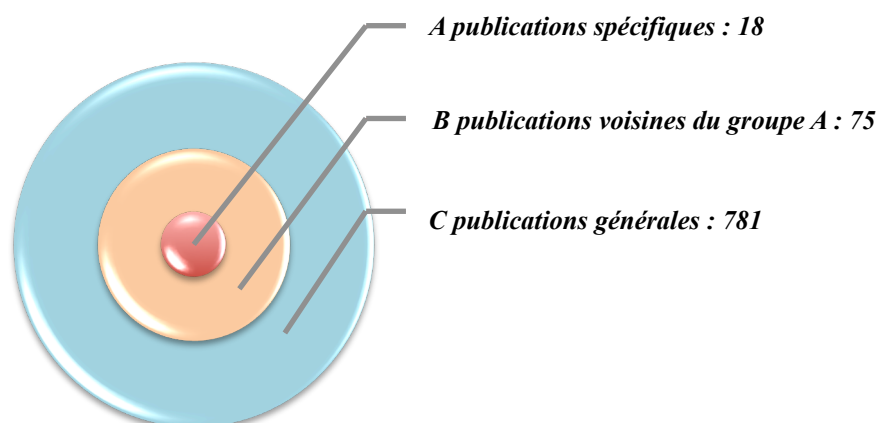 A publications spécifiques : 18
B publications voisines du groupe A : 75
C publications générales : 781